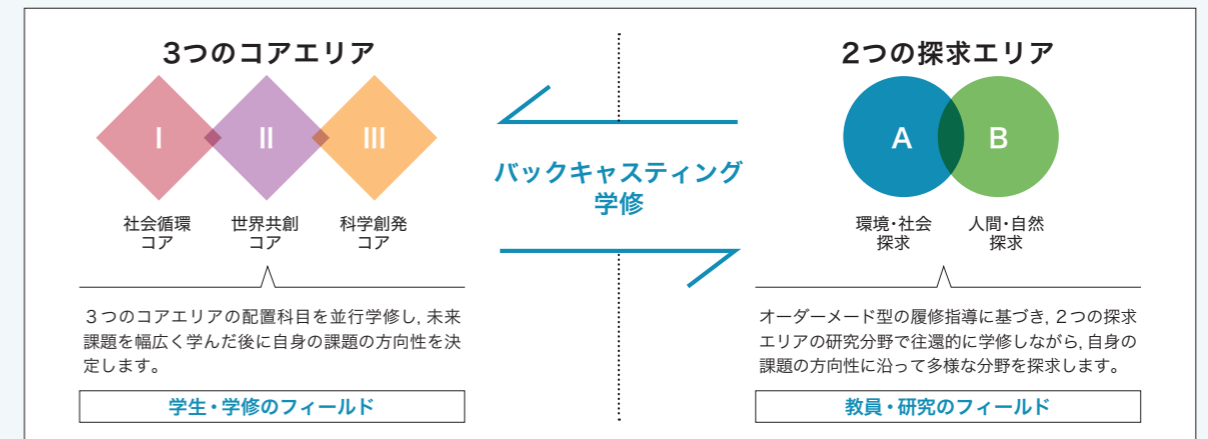 3つのコアエリア
I
II
III
社会循環
コア
世界共創
コア
科学創発
コア
3つのコアエリアの配置科目を並行学修し,未来
課題を幅広く学んだ後に自身の課題の方向性を決
定します。
学生・学修のフィールド
バックキャスティング
学修
2つの探求エリア
A
B
環境・社会
探求
人間・自然
探求
オーダーメード型の履修指導に基づき,2つの探求
エリアの研究分野で往還的に学修しながら,自身の
課題の方向性に沿って多様な分野を探求します。
教員・研究のフィールド